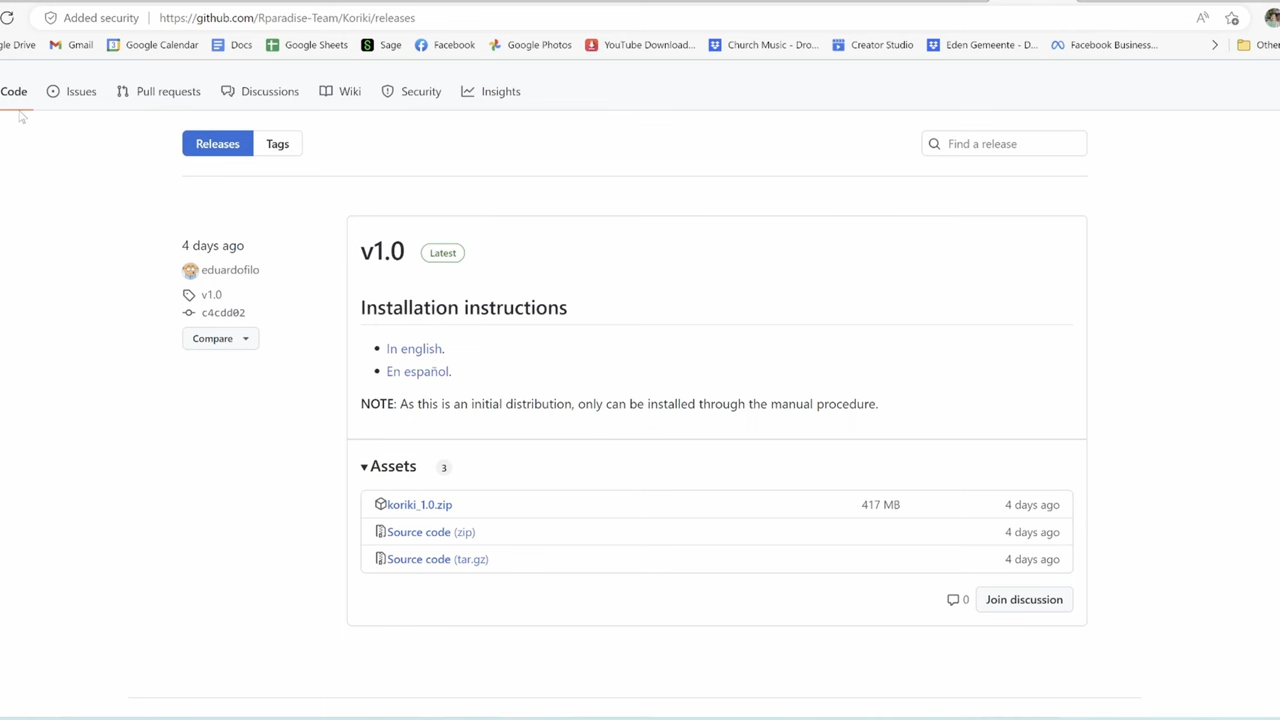 Added security https://github.com/Rparadise-Team/Koriki/releases
gle Drive Gmail Google Calendar Docs Google Sheets Sage Facebook Google Photos YouTube Download... Church Music - Dro... Creator Studio Eden Gemeente - D... Facebook Business... Othe
Code Issues Pull requests Discussions Wiki Security Insights
Releases Tags Find a release
4 days ago
eduardofilo
v1.0
c4cdd02
Compare
v1.0 Latest
Installation instructions
• In english.
• En español.
NOTE: As this is an initial distribution, only can be installed through the manual procedure.
Assets 3
koriki_1.0.zip 417 MB 4 days ago
Source code (zip) 4 days ago
Source code (tar.gz) 4 days ago
0 Join discussion